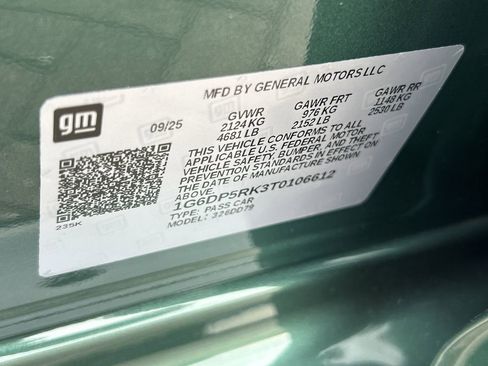 MFD BY GENERAL MOTORS LLC
gm
09/25
GVWR GAWR FRT GAWR RR
2124 KG 976 KG 1148 KG
4681 LB 2152 LB 2530 LB
THIS VEHICLE CONFORMS TO ALL
APPLICABLE U.S. FEDERAL MOTOR
VEHICLE SAFETY, BUMPER, AND THEFT
PREVENTION STANDARDS IN EFFECT ON
THE DATE OF MANUFACTURE SHOWN
ABOVE.
1G6DP5RK3T0106612
TYPE: PASS CAR
MODEL: 326DD79
235K